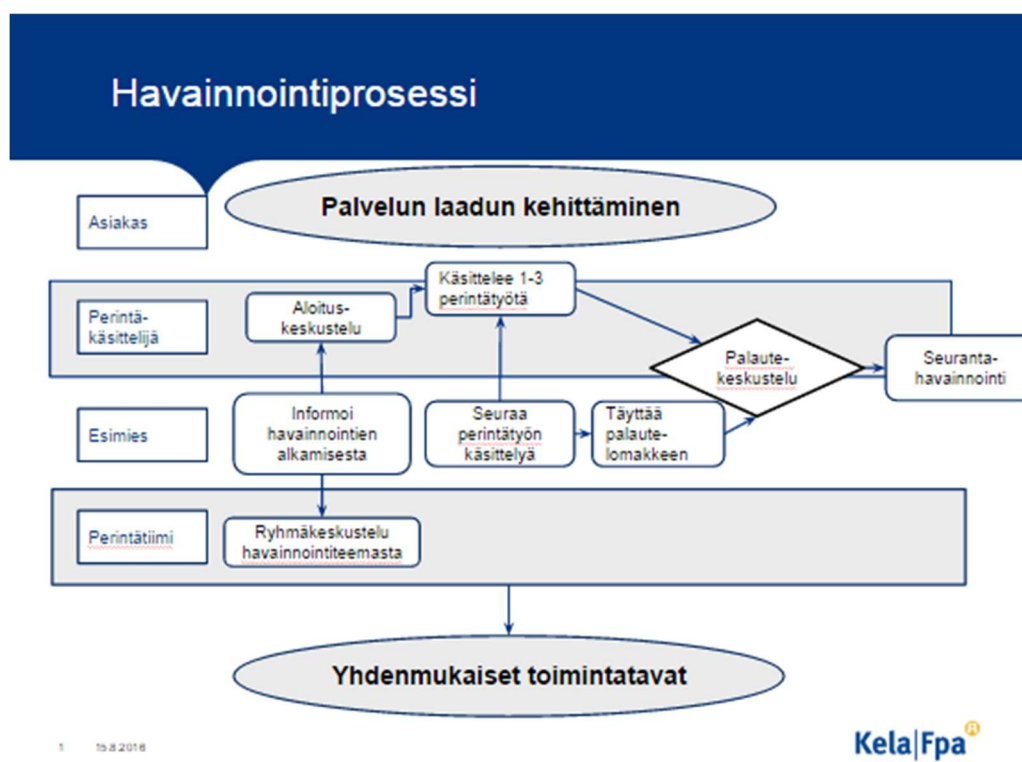 Havainnointiprosessi
Palvelun laadun kehittäminen
Asiakas
Käsittelee 1-3
perintätyötä
Aloitus-
keskustelu
Perintä-
käsittelijä
Palaute-
keskustelu
Seuranta-
havainnointi
Esimies
Informoi
havainnointien
alkamisesta
Seuraa
perintätyön
käsittelyä
Täyttää
palaute-
lomakkeen
Perintätiimi
Ryhmäkeskustelu
havainnointiteemasta
Yhdenmukaiset toimintatavat
1 15.8.2016
Kela|Fpa